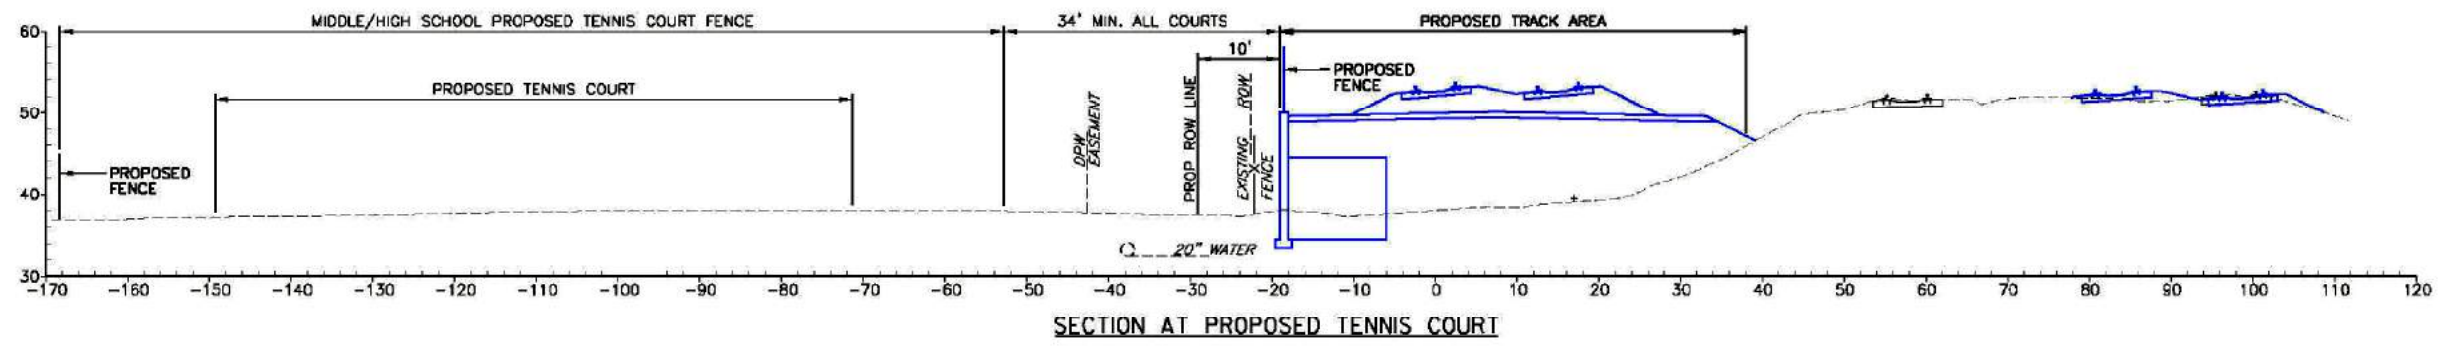 MIDDLE/HIGH SCHOOL PROPOSED TENNIS COURT FENCE
34' MIN. ALL COURTS
PROPOSED TRACK AREA
60
10'
PROPOSED
FENCE
PROPOSED TENNIS COURT
50
DPW
EASEMENT
PROP ROW LINE
EXISTING ROW
FENCE
PROPOSED
FENCE
40
20" WATER
30
-170 -160 -150 -140 -130 -120 -110 -100 -90 -80 -70 -60 -50 -40 -30 -20 -10 0 10 20 30 40 50 60 70 80 90 100 110 120
SECTION AT PROPOSED TENNIS COURT